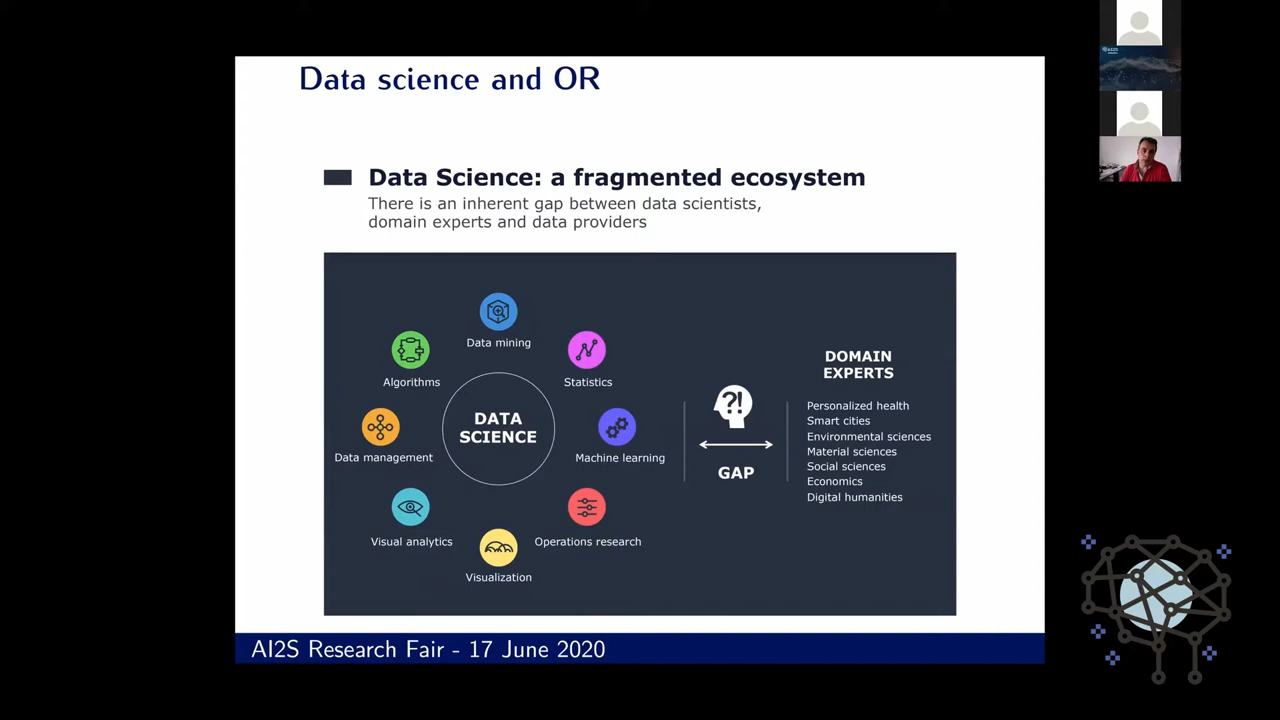 Data science and OR
Data Science: a fragmented ecosystem
There is an inherent gap between data scientists,
domain experts and data providers
Data mining
Algorithms
Statistics
DATA
SCIENCE
Data management
Machine learning
Visual analytics
Operations research
Visualization
?!
GAP
DOMAIN
EXPERTS
Personalized health
Smart cities
Environmental sciences
Material sciences
Social sciences
Economics
Digital humanities
AI2S Research Fair - 17 June 2020